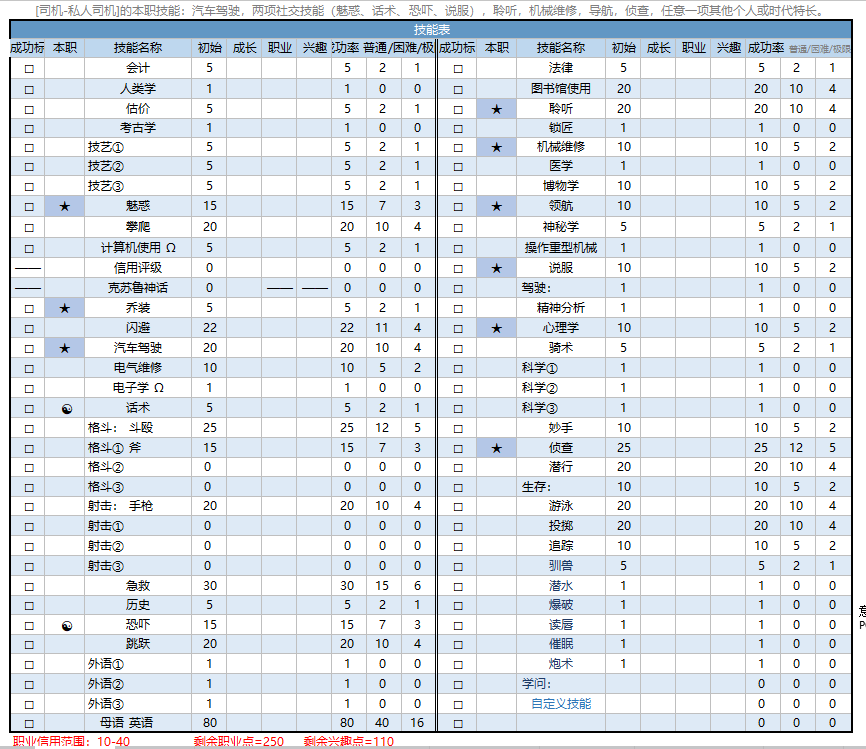 [司机-私人司机]的本职技能：汽车驾驶，两项社交技能（魅惑、话术、恐吓、说服），聆听，机械维修，导航，侦查，任意一项其他个人或时代特长。
技能表
成功标 本职 技能名称 初始 成长 职业 兴趣 成功率 普通/困难/极 成功标 本职 技能名称 初始 成长 职业 兴趣 成功率 普通/困难/极限
□ 会计 5 5 2 1 □ 法律 5 5 2 1
□ 人类学 1 1 0 0 □ 图书馆使用 20 20 10 4
□ 估价 5 5 2 1 □ ★ 聆听 20 20 10 4
□ 考古学 1 1 0 0 □ 锁匠 1 1 0 0
□ 技艺① 5 5 2 1 □ ★ 机械维修 10 10 5 2
□ 技艺② 5 5 2 1 □ 医学 1 1 0 0
□ 技艺③ 5 5 2 1 □ 博物学 10 10 5 2
□ ★ 魅惑 15 15 7 3 □ ★ 领航 10 10 5 2
□ 攀爬 20 20 10 4 □ 神秘学 5 5 2 1
□ 计算机使用 Ω 5 5 2 1 □ 操作重型机械 1 1 0 0
—— 信用评级 0 0 0 0 □ ★ 说服 10 10 5 2
—— 克苏鲁神话 0 —— —— 0 0 0 □ 驾驶： 1 1 0 0
□ ★ 乔装 5 5 2 1 □ 精神分析 1 1 0 0
□ 闪避 22 22 11 4 □ ★ 心理学 10 10 5 2
□ ★ 汽车驾驶 20 20 10 4 □ 骑术 5 5 2 1
□ 电气维修 10 10 5 2 □ 科学① 1 1 0 0
□ 电子学 Ω 1 1 0 0 □ 科学② 1 1 0 0
□ ☯ 话术 5 5 2 1 □ 科学③ 1 1 0 0
□ 格斗： 斗殴 25 25 12 5 □ 妙手 10 10 5 2
□ 格斗① 斧 15 15 7 3 □ ★ 侦查 25 25 12 5
□ 格斗② 0 0 0 0 □ 潜行 20 20 10 4
□ 格斗③ 0 0 0 0 □ 生存： 10 10 5 2
□ 射击： 手枪 20 20 10 4 □ 游泳 20 20 10 4
□ 射击① 0 0 0 0 □ 投掷 20 20 10 4
□ 射击② 0 0 0 0 □ 追踪 10 10 5 2
□ 射击③ 0 0 0 0 □ 驯兽 5 5 2 1
□ 急救 30 30 15 6 □ 潜水 1 1 0 0
□ 历史 5 5 2 1 □ 爆破 1 1 0 0
□ ☯ 恐吓 15 15 7 3 □ 读唇 1 1 0 0
□ 跳跃 20 20 10 4 □ 催眠 1 1 0 0
□ 外语① 1 1 0 0 □ 炮术 1 1 0 0
□ 外语② 1 1 0 0 □ 学问： 0 0 0
□ 外语③ 1 1 0 0 □ 自定义技能 0 0 0
□ 母语 英语 80 80 40 16 □ 0 0 0
职业信用范围：10-40 剩余职业点=250 剩余兴趣点=110